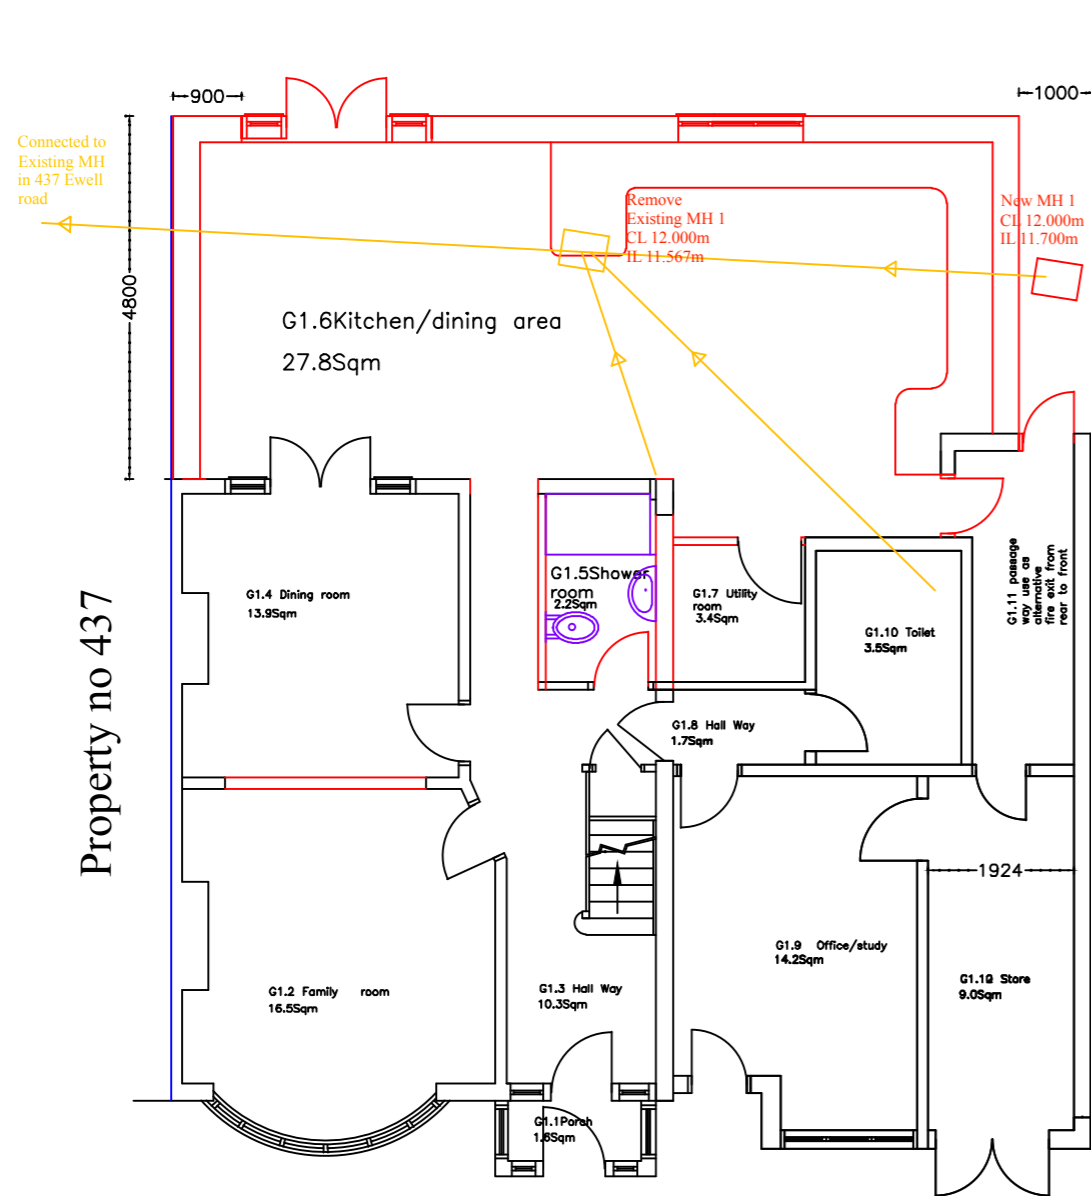 900
1000
Connected to
Existing MH
in 437 Ewell
road
Remove
Existing MH 1
CL 12.000m
IL 11.567m
New MH 1
CL 12.000m
IL 11.700m
4800
G1.6Kitchen/dining area
27.8Sqm
G1.4 Dining room
13.9Sqm
G1.5Shower
room
2.2Sqm
G1.7 Utility
room
3.4Sqm
G1.10 Toilet
3.5Sqm
G1.11 passage
way use as
alternative
fire exit from
rear to front
Property no 437
G1.8 Hall Way
1.7Sqm
1924
G1.2 Family room
16.5Sqm
G1.3 Hall Way
10.3Sqm
G1.9 Office/study
14.2Sqm
G1.12 Store
9.0Sqm
G1.1Porch
1.6Sqm